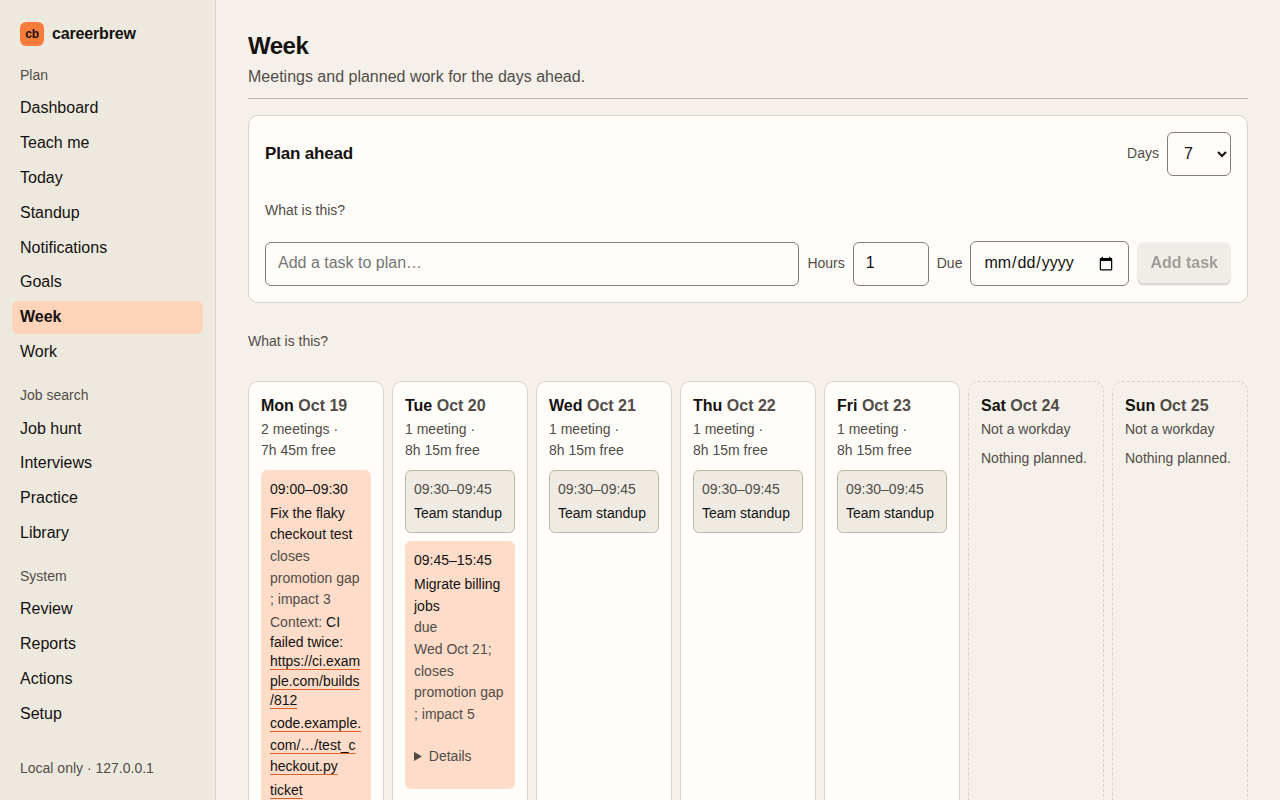 cb careerbrew
Plan
Dashboard
Teach me
Today
Standup
Notifications
Goals
Week
Work
Job search
Job hunt
Interviews
Practice
Library
System
Review
Reports
Actions
Setup
Local only · 127.0.0.1
Week
Meetings and planned work for the days ahead.
Plan ahead
Days 7
What is this?
Add a task to plan…
Hours 1
Due mm/dd/yyyy
Add task
What is this?
Mon Oct 19
2 meetings ·
7h 45m free
09:00–09:30
Fix the flaky
checkout test
closes
promotion gap
; impact 3
Context: CI
failed twice:
https://ci.exam
ple.com/builds
/812
code.example.
com/…/test_c
heckout.py
ticket
Tue Oct 20
1 meeting ·
8h 15m free
09:30–09:45
Team standup
09:45–15:45
Migrate billing
jobs
due
Wed Oct 21;
closes
promotion gap
; impact 5
Details
Wed Oct 21
1 meeting ·
8h 15m free
09:30–09:45
Team standup
Thu Oct 22
1 meeting ·
8h 15m free
09:30–09:45
Team standup
Fri Oct 23
1 meeting ·
8h 15m free
09:30–09:45
Team standup
Sat Oct 24
Not a workday
Nothing planned.
Sun Oct 25
Not a workday
Nothing planned.